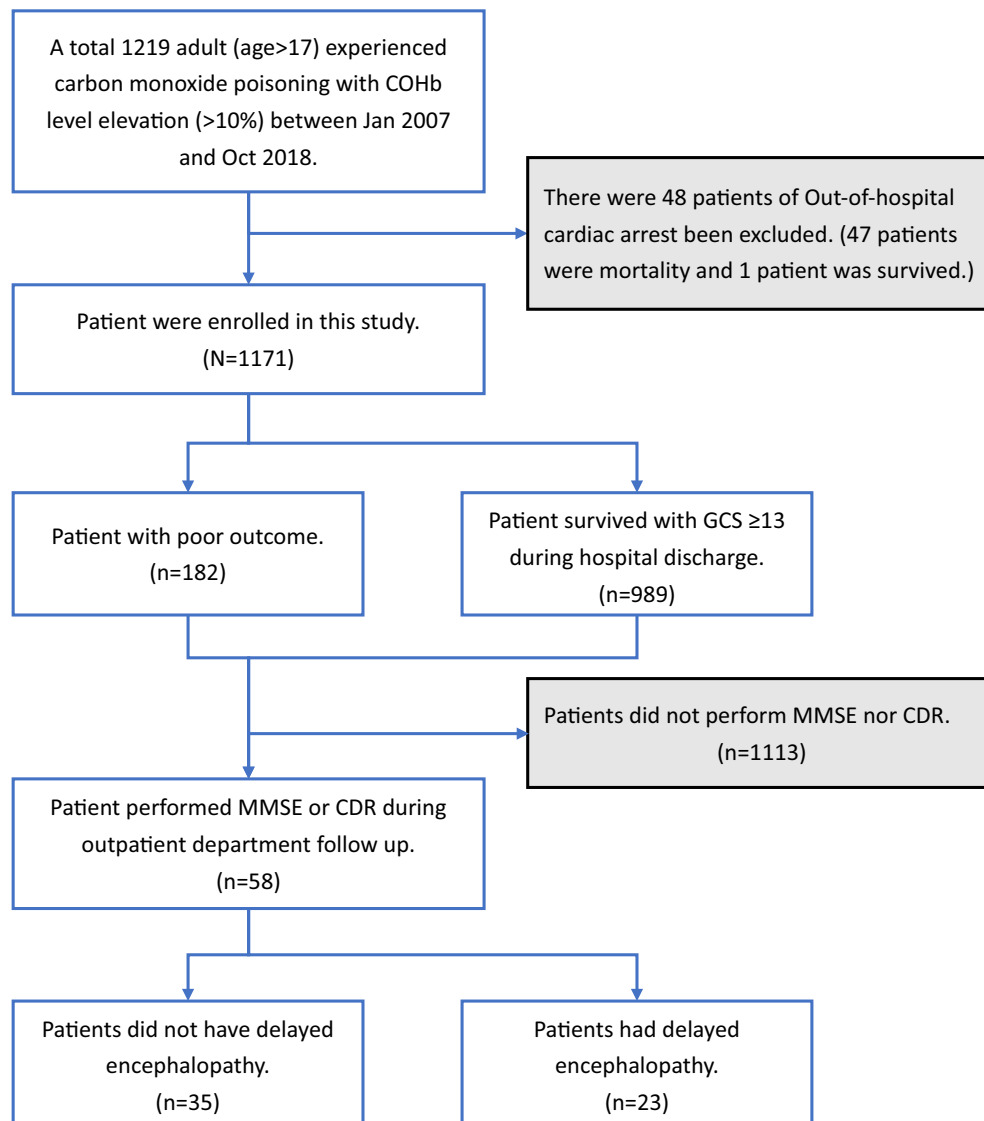 A total 1219 adult (age>17) experienced
carbon monoxide poisoning with COHb
level elevation (>10%) between Jan 2007
and Oct 2018.
There were 48 patients of Out-of-hospital
cardiac arrest been excluded. (47 patients
were mortality and 1 patient was survived.)
Patient were enrolled in this study.
(N=1171)
Patient with poor outcome.
(n=182)
Patient survived with GCS ≥13
during hospital discharge.
(n=989)
Patients did not perform MMSE nor CDR.
(n=1113)
Patient performed MMSE or CDR during
outpatient department follow up.
(n=58)
Patients did not have delayed
encephalopathy.
(n=35)
Patients had delayed
encephalopathy.
(n=23)